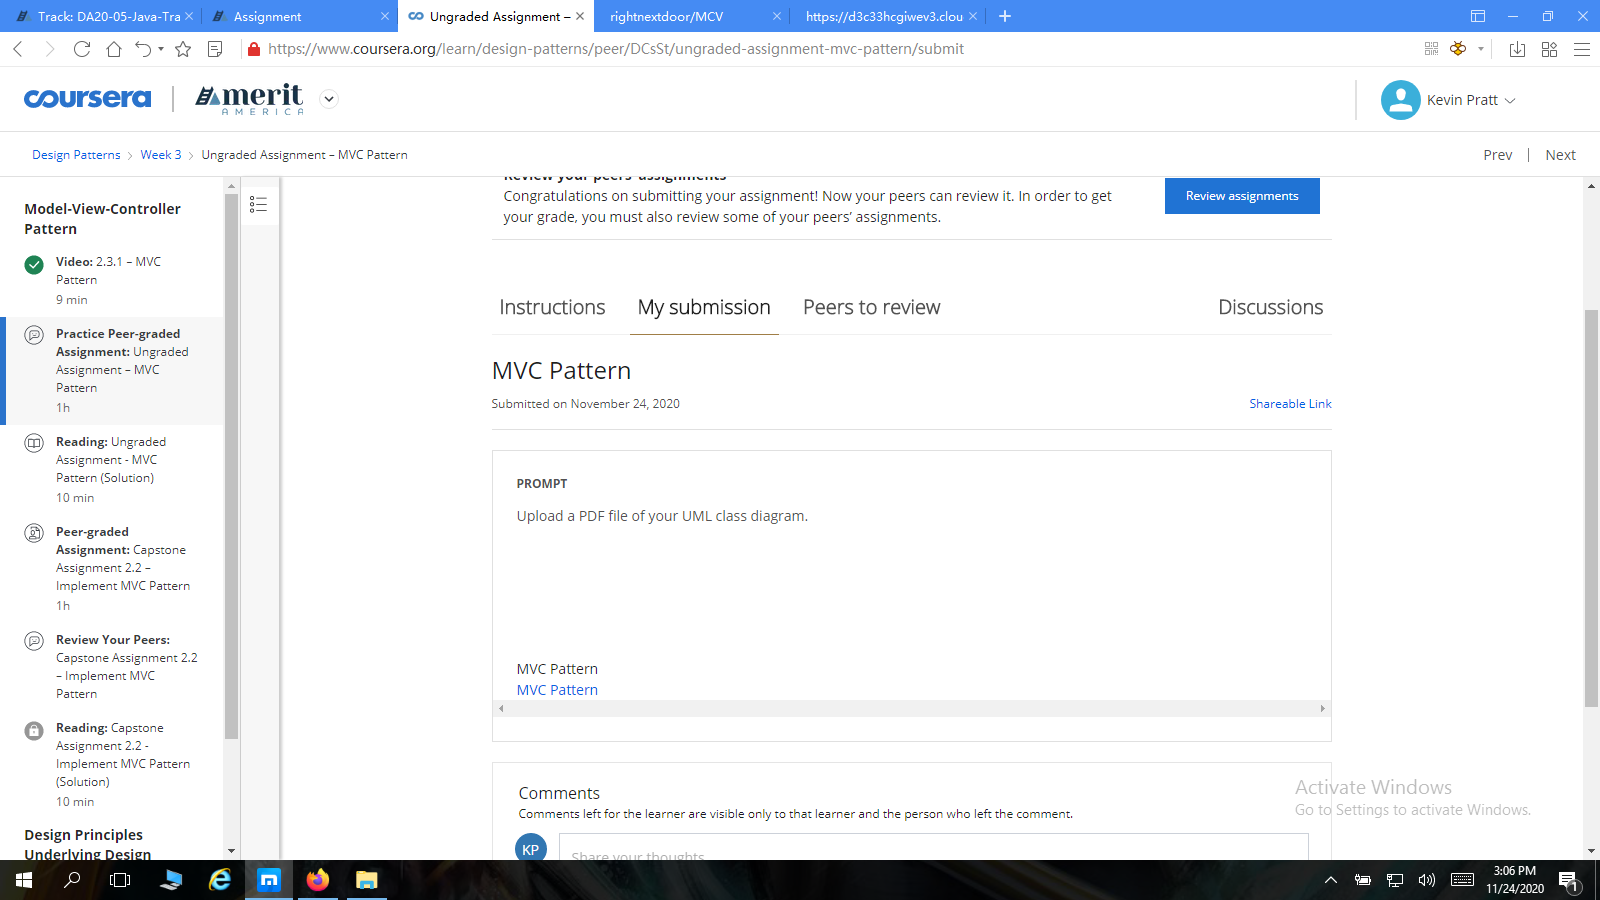 Track: DA20-05-Java-Tra
Assignment
Ungraded Assignment –
rightnextdoor/MCV
https://d3c33hcgiwev3.clou
https://www.coursera.org/learn/design-patterns/peer/DCsSt/ungraded-assignment-mvc-pattern/submit
coursera
merit
AMERICA
Kevin Pratt
Design Patterns > Week 3 > Ungraded Assignment – MVC Pattern
Prev | Next
Model-View-Controller
Pattern
Video: 2.3.1 – MVC
Pattern
9 min
Practice Peer-graded
Assignment: Ungraded
Assignment – MVC
Pattern
1h
Reading: Ungraded
Assignment - MVC
Pattern (Solution)
10 min
Peer-graded
Assignment: Capstone
Assignment 2.2 –
Implement MVC Pattern
1h
Review Your Peers:
Capstone Assignment 2.2
– Implement MVC
Pattern
Reading: Capstone
Assignment 2.2 -
Implement MVC Pattern
(Solution)
10 min
Design Principles
Underlying Design
Review your peers' assignments
Congratulations on submitting your assignment! Now your peers can review it. In order to get
your grade, you must also review some of your peers’ assignments.
Review assignments
Instructions
My submission
Peers to review
Discussions
MVC Pattern
Submitted on November 24, 2020
Shareable Link
PROMPT
Upload a PDF file of your UML class diagram.
MVC Pattern
MVC Pattern
Comments
Comments left for the learner are visible only to that learner and the person who left the comment.
KP
Share your thoughts
Activate Windows
Go to Settings to activate Windows.
3:06 PM
11/24/2020
1